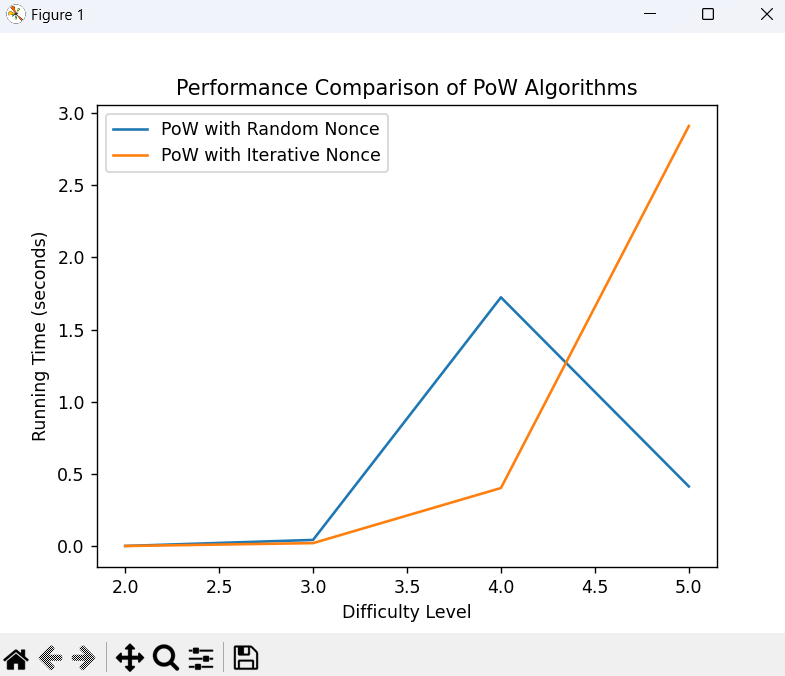 Figure 1
Performance Comparison of PoW Algorithms
PoW with Random Nonce
PoW with Iterative Nonce
Running Time (seconds)
3.0
2.5
2.0
1.5
1.0
0.5
0.0
2.0 2.5 3.0 3.5 4.0 4.5 5.0
Difficulty Level